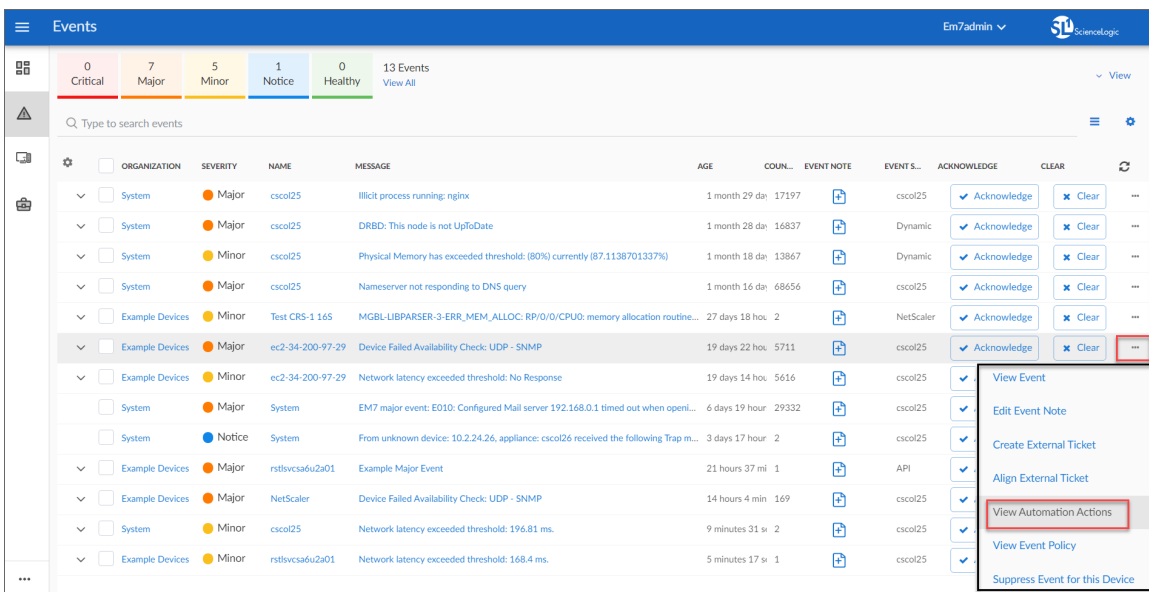 Events
Em7admin
SL1 ScienceLogic
0 7 5 1 0 13 Events
Critical Major Minor Notice Healthy View All
View
Type to search events
ORGANIZATION SEVERITY NAME MESSAGE AGE COUN... EVENT NOTE EVENT S... ACKNOWLEDGE CLEAR
System Major cscol25 Illicit process running: nginx 1 month 29 day 17197 cscol25 Acknowledge Clear ...
System Major cscol25 DRBD: This node is not UpToDate 1 month 28 day 16837 Dynamic Acknowledge Clear ...
System Minor cscol25 Physical Memory has exceeded threshold: (80%) currently (87.1138701337%) 1 month 18 day 13867 Dynamic Acknowledge Clear ...
System Major cscol25 Nameserver not responding to DNS query 1 month 16 day 68656 cscol25 Acknowledge Clear ...
Example Devices Minor Test CRS-1 16S MGBL-LIBPARSER-3-ERR_MEM_ALLOC: RP/0/0/CPU0: memory allocation routine... 27 days 18 hou 2 NetScaler Acknowledge Clear ...
Example Devices Major ec2-34-200-97-29 Device Failed Availability Check: UDP - SNMP 19 days 22 hou 5711 cscol25 Acknowledge Clear ...
Example Devices Minor ec2-34-200-97-29 Network latency exceeded threshold: No Response 19 days 14 hou 5616 cscol25
View Event
System Major System EM7 major event: E010: Configured Mail server 192.168.0.1 timed out when openi... 6 days 19 hour 29332 cscol25
Edit Event Note
System Notice System From unknown device: 10.2.24.26, appliance: cscol26 received the following Trap m... 3 days 17 hour 2 cscol25
Create External Ticket
Example Devices Major rstlsvcsa6u2a01 Example Major Event 21 hours 37 mi 1 API
Align External Ticket
Example Devices Major NetScaler Device Failed Availability Check: UDP - SNMP 14 hours 4 min 169 cscol25
View Automation Actions
System Minor cscol25 Network latency exceeded threshold: 196.81 ms. 9 minutes 31 s 2 cscol25
View Event Policy
Example Devices Minor rstlsvcsa6u2a01 Network latency exceeded threshold: 168.4 ms. 5 minutes 17 s 1 cscol25
Suppress Event for this Device